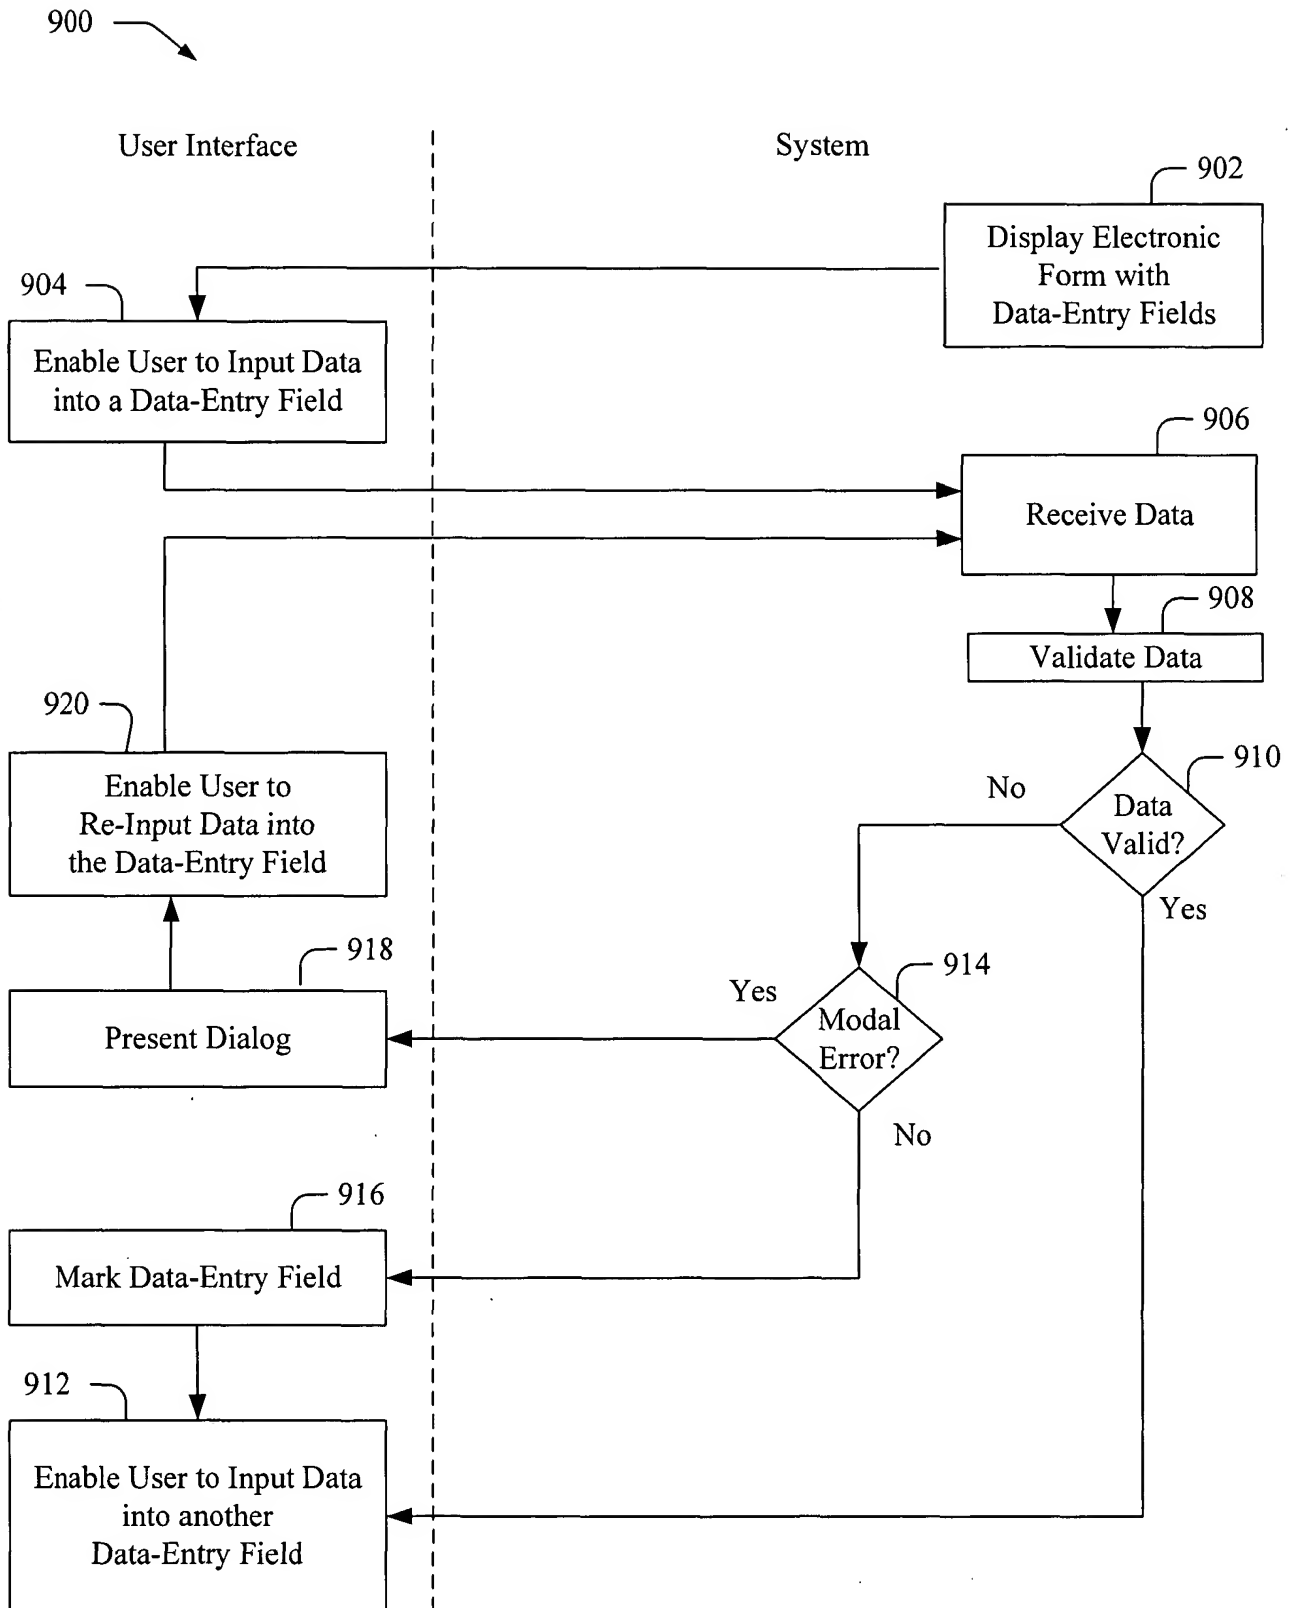 900
User Interface
System
902
Display Electronic
Form with
Data-Entry Fields
904
Enable User to Input Data
into a Data-Entry Field
906
Receive Data
908
Validate Data
910
Data
Valid?
No
Yes
920
Enable User to
Re-Input Data into
the Data-Entry Field
918
Present Dialog
914
Modal
Error?
Yes
No
916
Mark Data-Entry Field
912
Enable User to Input Data
into another
Data-Entry Field